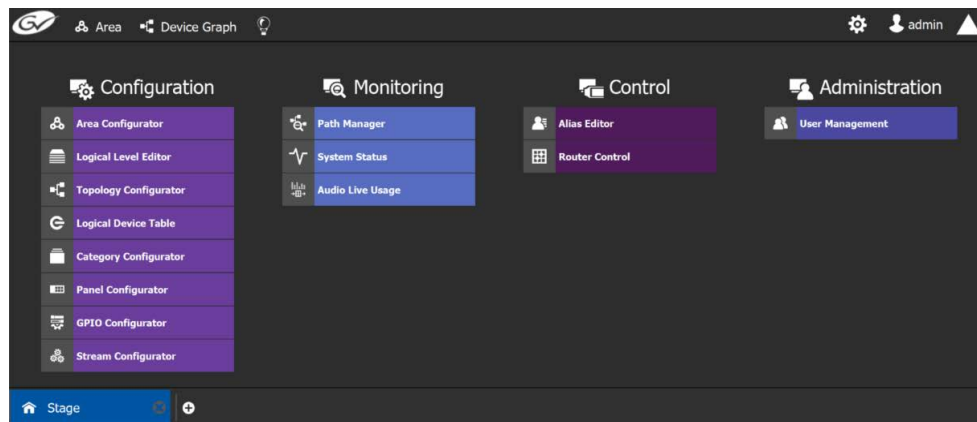 GV Area Device Graph admin
Configuration Monitoring Control Administration
Area Configurator Path Manager Alias Editor User Management
Logical Level Editor System Status Router Control
Topology Configurator Audio Live Usage
Logical Device Table
Category Configurator
Panel Configurator
GPIO Configurator
Stream Configurator
Stage